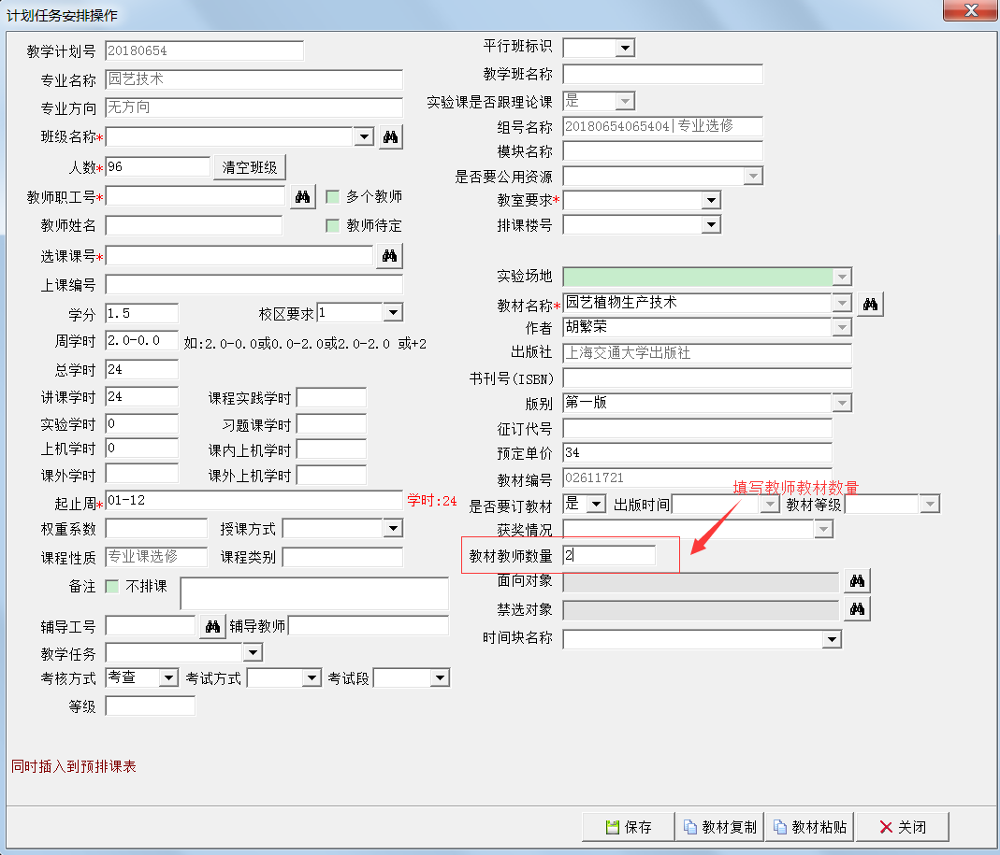 计划任务安排操作
教学计划号 20180654
专业名称 园艺技术
专业方向 无方向
班级名称*
人数* 96 清空班级
教师职工号* 多个教师
教师姓名 教师待定
选课课号*
上课编号
学分 1.5 校区要求 1
周学时 2.0-0.0 如:2.0-0.0或0.0-2.0或2.0-2.0 或+2
总学时 24
讲课学时 24 课程实践学时
实验学时 0 习题课学时
上机学时 0 课内上机学时
课外学时 课外上机学时
起止周* 01-12 学时:24
权重系数 授课方式
课程性质 专业课选修 课程类别
备注 不排课
辅导工号 辅导教师
教学任务
考核方式 考查 考试方式 考试段
等级
同时插入到预排课表
平行班标识
教学班名称
实验课是否跟理论课 是
组号名称 20180654065404|专业选修
模块名称
是否要公用资源
教室要求*
排课楼号
实验场地
教材名称* 园艺植物生产技术
作者 胡繁荣
出版社 上海交通大学出版社
书刊号(ISBN)
版别 第一版
征订代号
预定单价 34
教材编号 02611721
填写教师教材数量
是否要订教材 是 出版时间 教材等级
获奖情况
教材教师数量 2
面向对象
禁选对象
时间块名称
保存 教材复制 教材粘贴 关闭